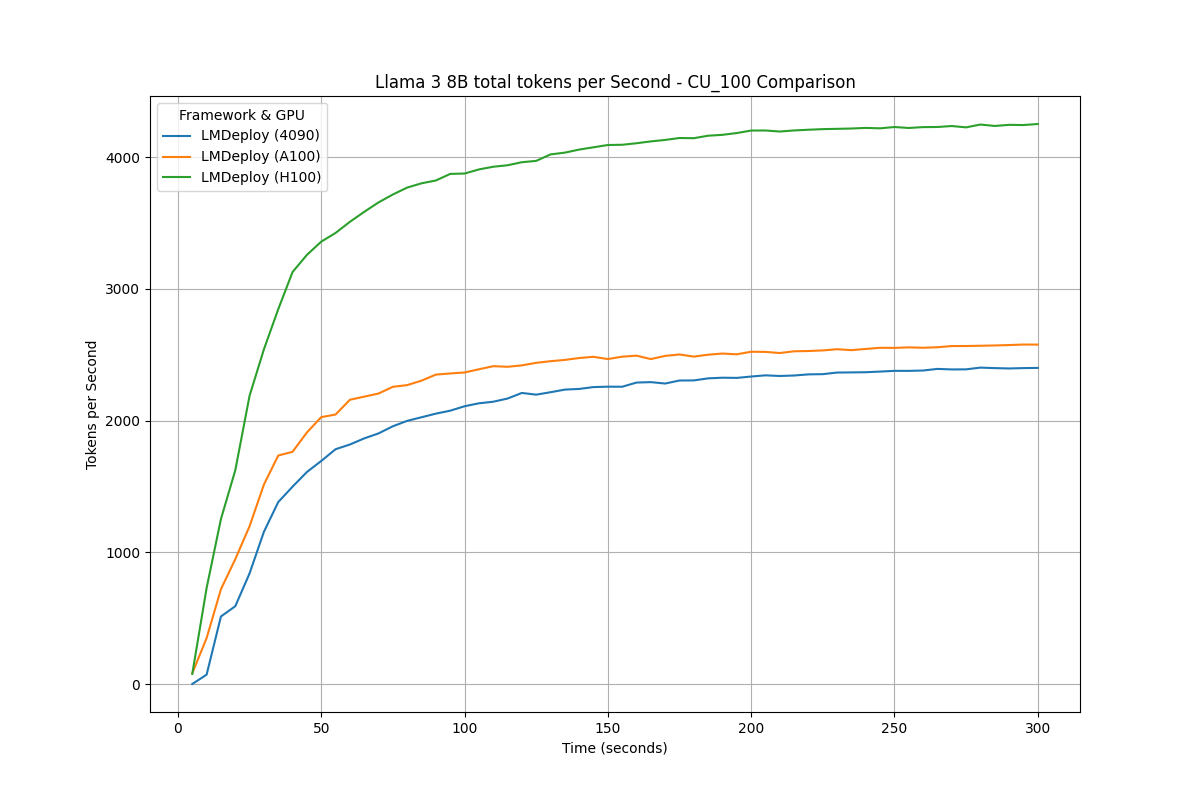 Llama 3 8B total tokens per Second - CU_100 Comparison
Framework & GPU
LMDeploy (4090)
LMDeploy (A100)
LMDeploy (H100)
Tokens per Second
4000
3000
2000
1000
0
0 50 100 150 200 250 300
Time (seconds)